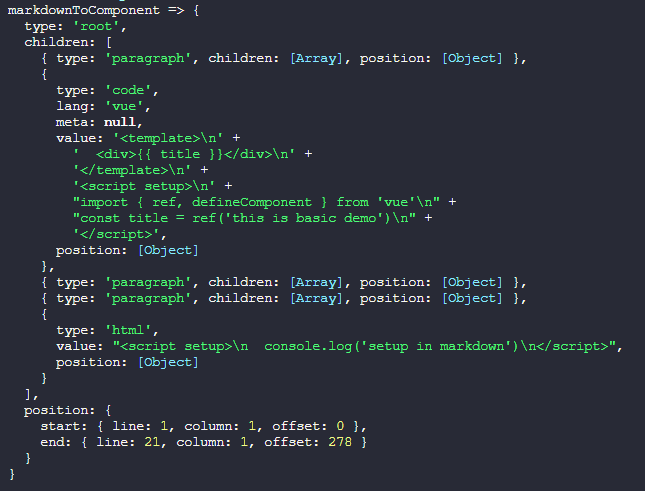 markdownToComponent => {
  type: 'root',
  children: [
    { type: 'paragraph', children: [Array], position: [Object] },
    {
      type: 'code',
      lang: 'vue',
      meta: null,
      value: '<template>\n' +
        '  <div>{{ title }}</div>\n' +
        '</template>\n' +
        '<script setup>\n' +
        "import { ref, defineComponent } from 'vue'\n" +
        "const title = ref('this is basic demo')\n" +
        '</script>',
      position: [Object]
    },
    { type: 'paragraph', children: [Array], position: [Object] },
    { type: 'paragraph', children: [Array], position: [Object] },
    {
      type: 'html',
      value: "<script setup>\n  console.log('setup in markdown')\n</script>",
      position: [Object]
    }
  ],
  position: {
    start: { line: 1, column: 1, offset: 0 },
    end: { line: 21, column: 1, offset: 278 }
  }
}